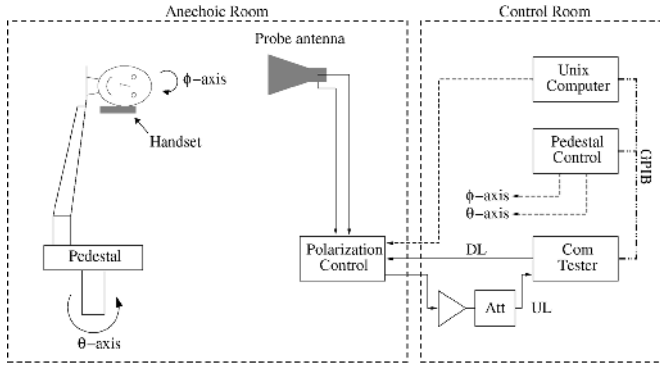 Anechoic Room
Control Room
Probe antenna
ϕ-axis
Handset
Unix
Computer
Pedestal
Control
GPIB
ϕ-axis
θ-axis
Pedestal
Polarization
Control
DL
Com
Tester
Att
UL
θ-axis